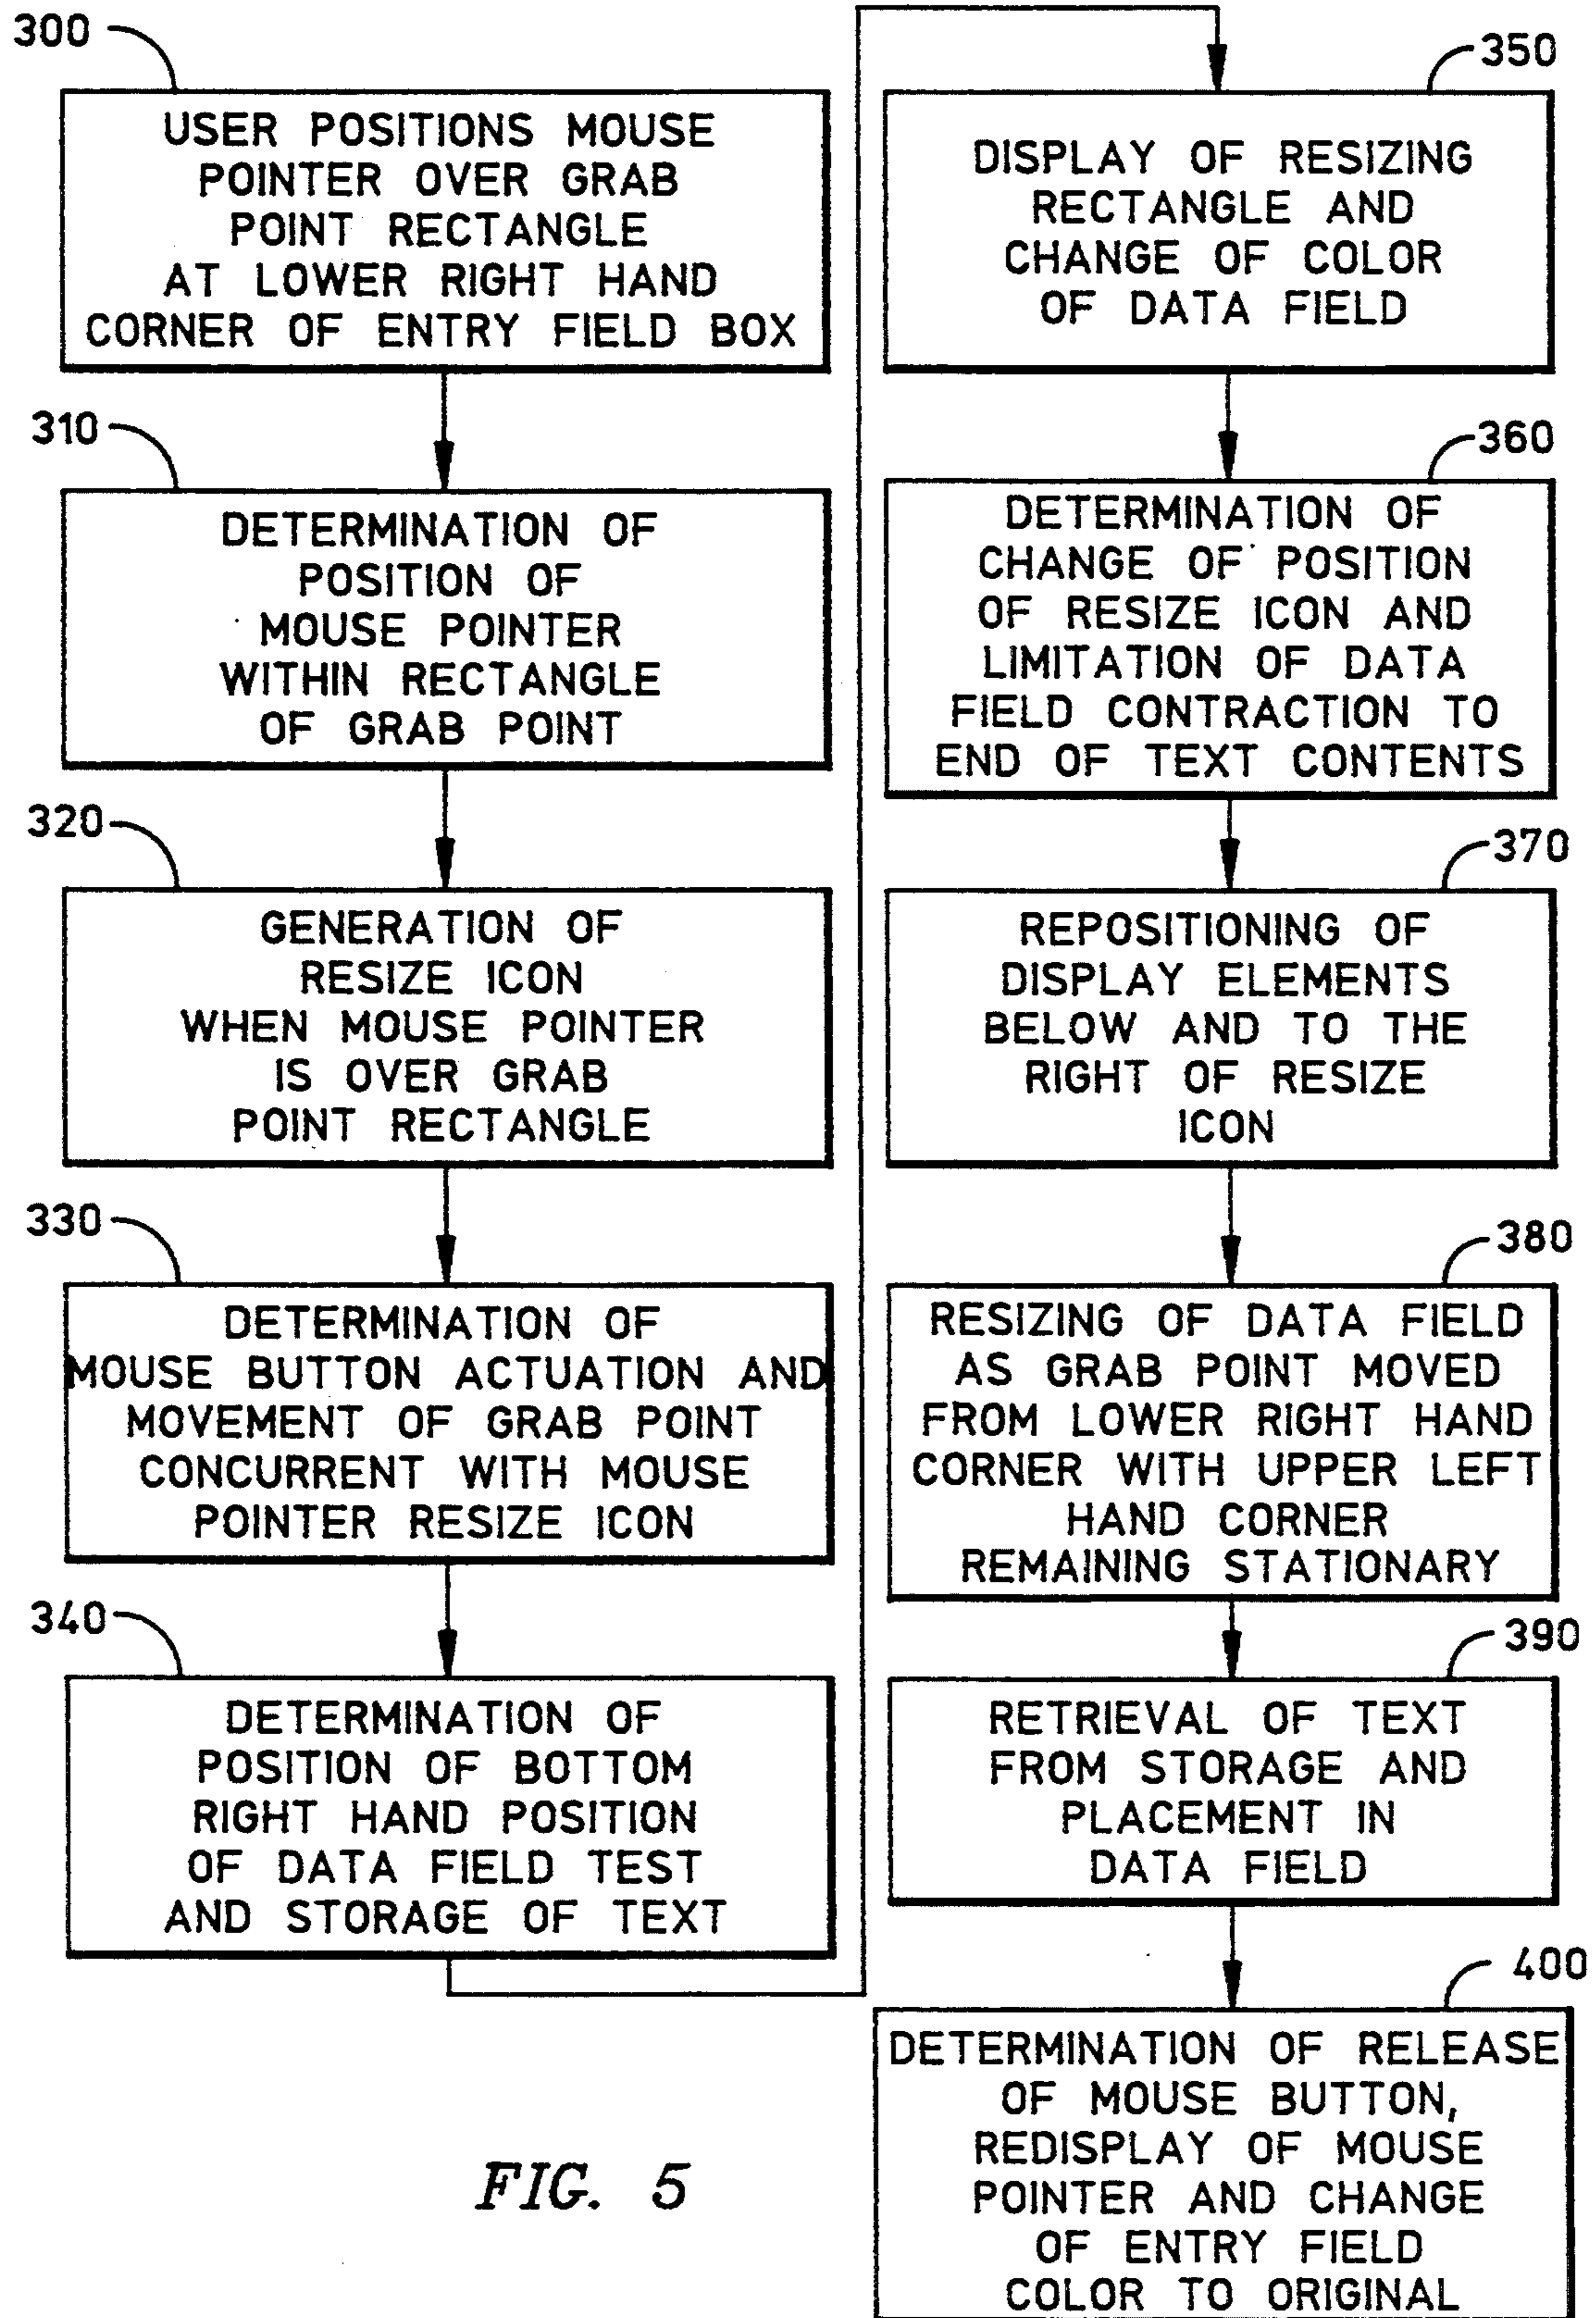 300
USER POSITIONS MOUSE
POINTER OVER GRAB
POINT RECTANGLE
AT LOWER RIGHT HAND
CORNER OF ENTRY FIELD BOX
310
DETERMINATION OF
POSITION OF
MOUSE POINTER
WITHIN RECTANGLE
OF GRAB POINT
320
GENERATION OF
RESIZE ICON
WHEN MOUSE POINTER
IS OVER GRAB
POINT RECTANGLE
330
DETERMINATION OF
MOUSE BUTTON ACTUATION AND
MOVEMENT OF GRAB POINT
CONCURRENT WITH MOUSE
POINTER RESIZE ICON
340
DETERMINATION OF
POSITION OF BOTTOM
RIGHT HAND POSITION
OF DATA FIELD TEST
AND STORAGE OF TEXT
350
DISPLAY OF RESIZING
RECTANGLE AND
CHANGE OF COLOR
OF DATA FIELD
360
DETERMINATION OF
CHANGE OF POSITION
OF RESIZE ICON AND
LIMITATION OF DATA
FIELD CONTRACTION TO
END OF TEXT CONTENTS
370
REPOSITIONING OF
DISPLAY ELEMENTS
BELOW AND TO THE
RIGHT OF RESIZE
ICON
380
RESIZING OF DATA FIELD
AS GRAB POINT MOVED
FROM LOWER RIGHT HAND
CORNER WITH UPPER LEFT
HAND CORNER
REMAINING STATIONARY
390
RETRIEVAL OF TEXT
FROM STORAGE AND
PLACEMENT IN
DATA FIELD
400
DETERMINATION OF RELEASE
OF MOUSE BUTTON,
REDISPLAY OF MOUSE
POINTER AND CHANGE
OF ENTRY FIELD
COLOR TO ORIGINAL
FIG. 5